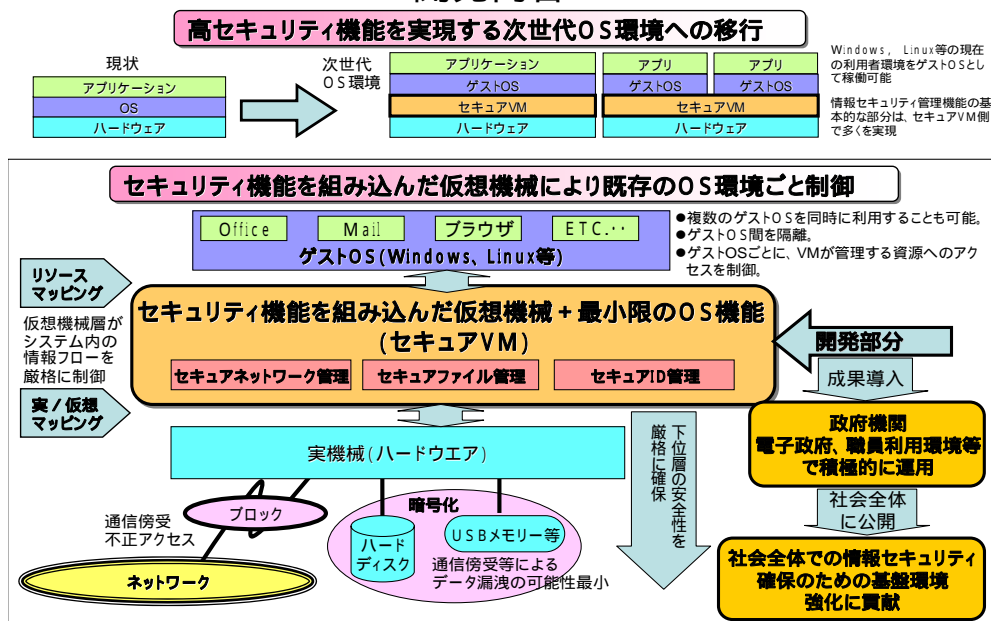 高セキュリティ機能を実現する次世代OS環境への移行
現状
アプリケーション
OS
ハードウェア
次世代
OS環境
アプリケーション
ゲストOS
セキュアVM
ハードウェア
アプリ
アプリ
ゲストOS
ゲストOS
セキュアVM
ハードウェア
Windows, Linux等の現在
の利用者環境をゲストOSとし
て稼働可能
情報セキュリティ管理機能の基
本的な部分は、セキュアVM側
で多くを実現
セキュリティ機能を組み込んだ仮想機械により既存のOS環境ごと制御
Office
Mail
ブラウザ
ETC.‥
ゲストOS(Windows、Linux等)
●複数のゲストOSを同時に利用することも可能。
●ゲストOS間を隔離。
●ゲストOSごとに、VMが管理する資源へのアク
セスを制御。
リソース
マッピング
仮想機械層が
システム内の
情報フローを
厳格に制御
実/仮想
マッピング
セキュリティ機能を組み込んだ仮想機械+最小限のOS機能
(セキュアVM)
セキュアネットワーク管理
セキュアファイル管理
セキュアID管理
開発部分
成果導入
政府機関
電子政府、職員利用環境等
で積極的に運用
社会全体
に公開
社会全体での情報セキュリティ
確保のための基盤環境
強化に貢献
下位層の安全性を
厳格に確保
実機械(ハードウエア)
ブロック
通信傍受
不正アクセス
ネットワーク
暗号化
ハード
ディスク
USBメモリー等
通信傍受等による
データ漏洩の可能性最小